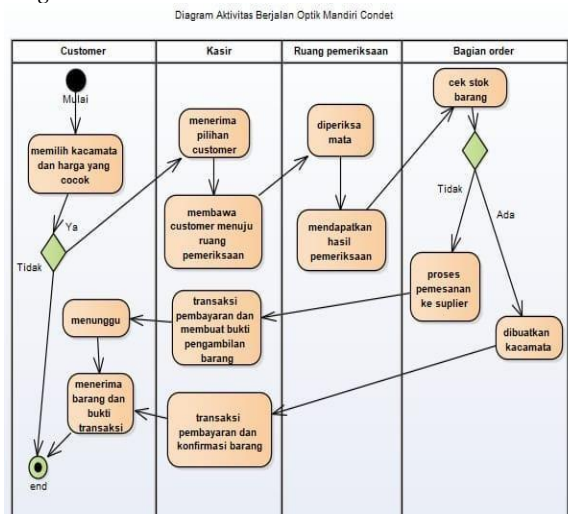 Diagram Aktivitas Berjalan Optik Mandiri Condet
Customer
Kasir
Ruang pemeriksaan
Bagian order
Mulai
memilih kacamata
dan harga yang
cocok
Ya
Tidak
menunggu
menerima
barang dan
bukti
transaksi
end
menerima
pilihan
customer
membawa
customer menuju
ruang
pemeriksaan
transaksi
pembayaran dan
membuat bukti
pengambilan
barang
transaksi
pembayaran dan
konfirmasi barang
diperiksa
mata
mendapatkan
hasil
pemeriksaan
cek stok
barang
Tidak
Ada
proses
pemesanan
ke suplier
dibuatkan
kacamata